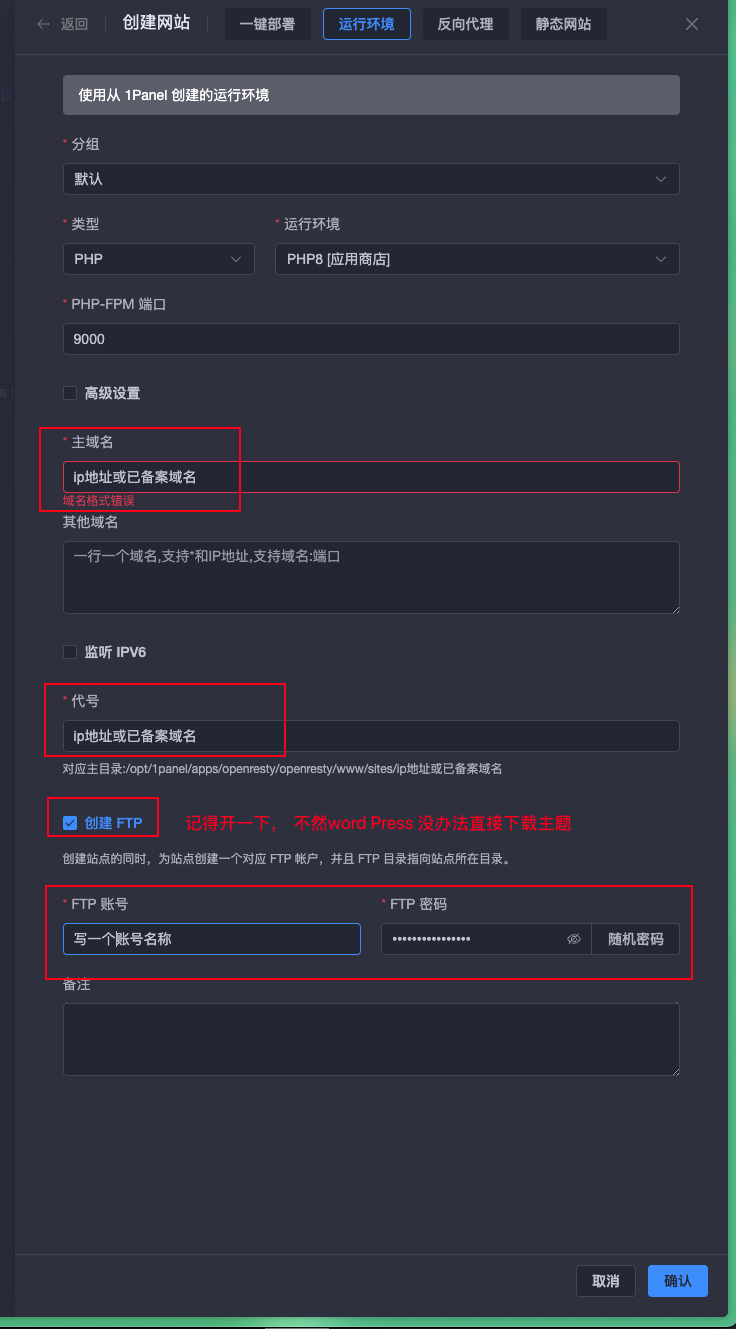 返回 创建网站 一键部署 运行环境 反向代理 静态网站
使用从 1Panel 创建的运行环境
* 分组
默认
* 类型 * 运行环境
PHP PHP8 [应用商店]
* PHP-FPM 端口
9000
高级设置
* 主域名
ip地址或已备案域名
域名格式错误
其他域名
一行一个域名,支持*和IP地址,支持域名:端口
监听 IPV6
* 代号
ip地址或已备案域名
对应主目录:/opt/1panel/apps/openresty/openresty/www/sites/ip地址或已备案域名
创建 FTP 记得开一下， 不然word Press 没办法直接下载主题
创建站点的同时，为站点创建一个对应 FTP 帐户，并且 FTP 目录指向站点所在目录。
* FTP 账号 * FTP 密码
写一个账号名称 •••••••••••••••• 随机密码
备注
取消 确认